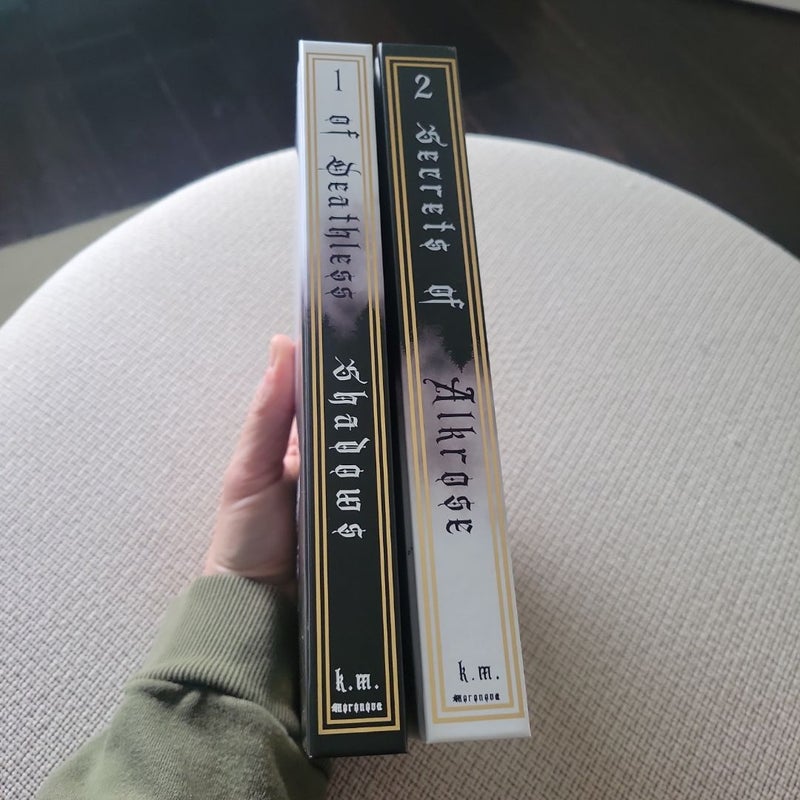 1 of Deathless Shadows
k.m.
Moronova
2 Secrets of Alkrose
k.m.
Moronova